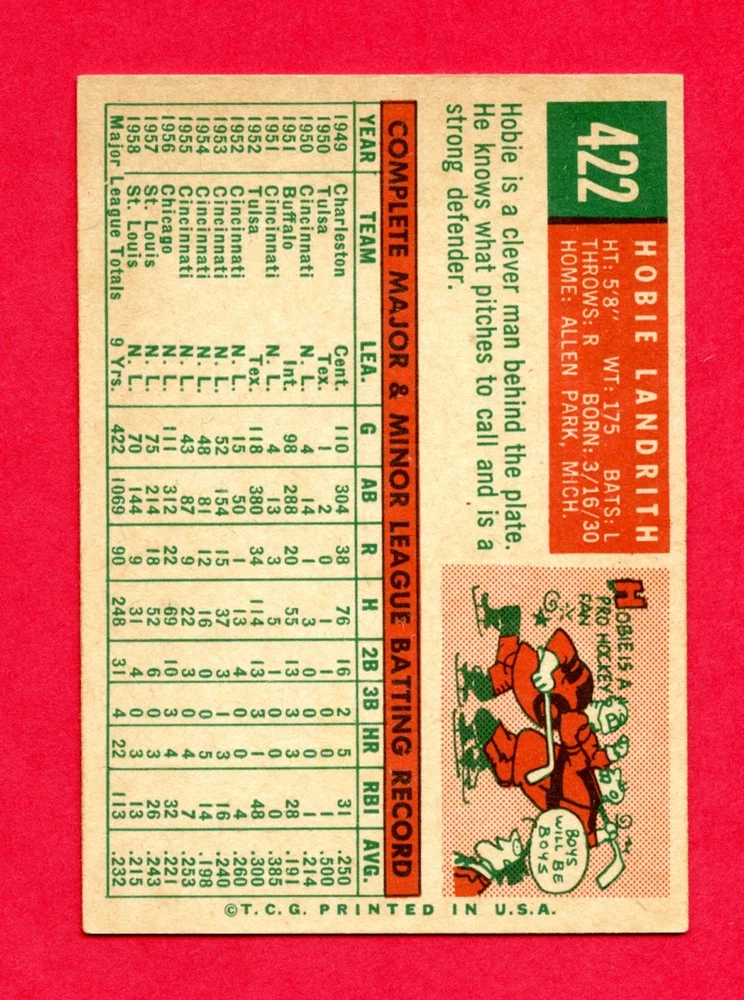 422
HOBIE LANDRITH
HT: 5'8" WT: 175 BATS: L
THROWS: R BORN: 3/16/30
HOME: ALLEN PARK, MICH.
Hobie is a clever man behind the plate.
He knows what pitches to call and is a
strong defender.
HOBIE IS A
PRO HOCKEY
FAN
BOYS
WILL BE
BOYS
COMPLETE MAJOR & MINOR LEAGUE BATTING RECORD
YEAR TEAM LEA. G AB R H 2B 3B HR RBI AVG.
1949 Charleston Cent. 110 304 38 76 16 2 5 31 .250
1950 Tulsa Tex. 1 2 0 1 .500
1950 Cincinnati N. L. 4 14 1 3 0 0 0 1 .214
1951 Buffalo Int. 98 288 20 55 13 3 3 28 .191
1951 Cincinnati N. L. 4 13 3 5 1 0 0 0 .385
1952 Tulsa Tex. 118 380 34 114 13 3 1 48 .300
1952 Cincinnati N. L. 15 50 1 13 4 0 0 4 .260
1953 Cincinnati N. L. 52 154 15 37 3 1 3 16 .240
1954 Cincinnati N. L. 48 81 12 16 0 0 5 14 .198
1955 Cincinnati N. L. 43 87 9 22 3 0 4 7 .253
1956 Chicago N. L. 111 312 22 69 10 3 4 32 .221
1957 St. Louis N. L. 75 214 18 52 6 0 3 26 .243
1958 St. Louis N. L. 70 144 9 31 4 0 3 13 .215
Major League Totals 9 Yrs. 422 1069 90 248 31 4 22 113 .232
©T.C.G. PRINTED IN U.S.A.